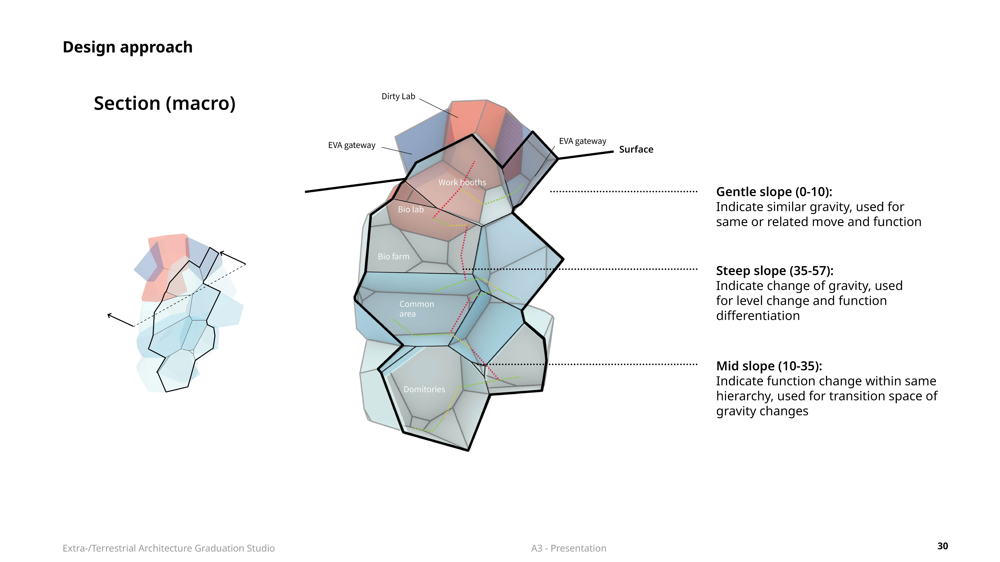 Design approach
Section (macro)
Dirty Lab
EVA gateway
EVA gateway
Surface
Work booths
Bio lab
Bio farm
Common
area
Domitories
Gentle slope (0-10):
Indicate similar gravity, used for
same or related move and function
Steep slope (35-57):
Indicate change of gravity, used
for level change and function
differentiation
Mid slope (10-35):
Indicate function change within same
hierarchy, used for transition space of
gravity changes
Extra-/Terrestrial Architecture Graduation Studio
A3 - Presentation
30